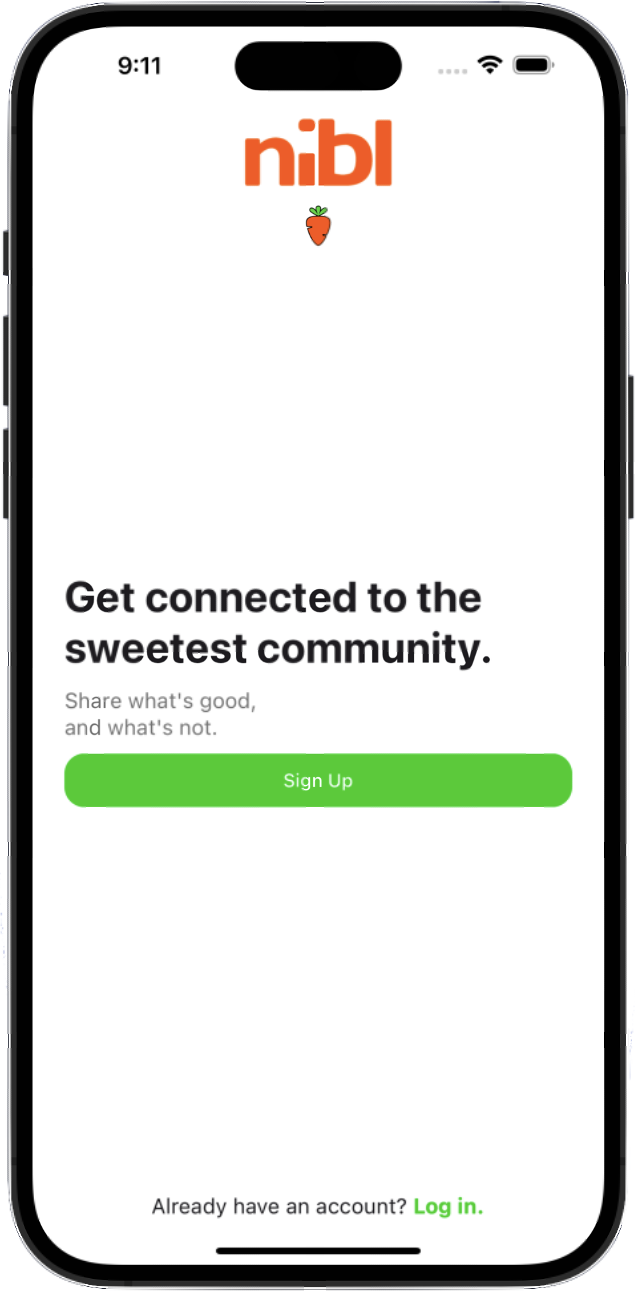 9:11
nibl
Get connected to the
sweetest community.
Share what's good,
and what's not.
Sign Up
Already have an account? Log in.